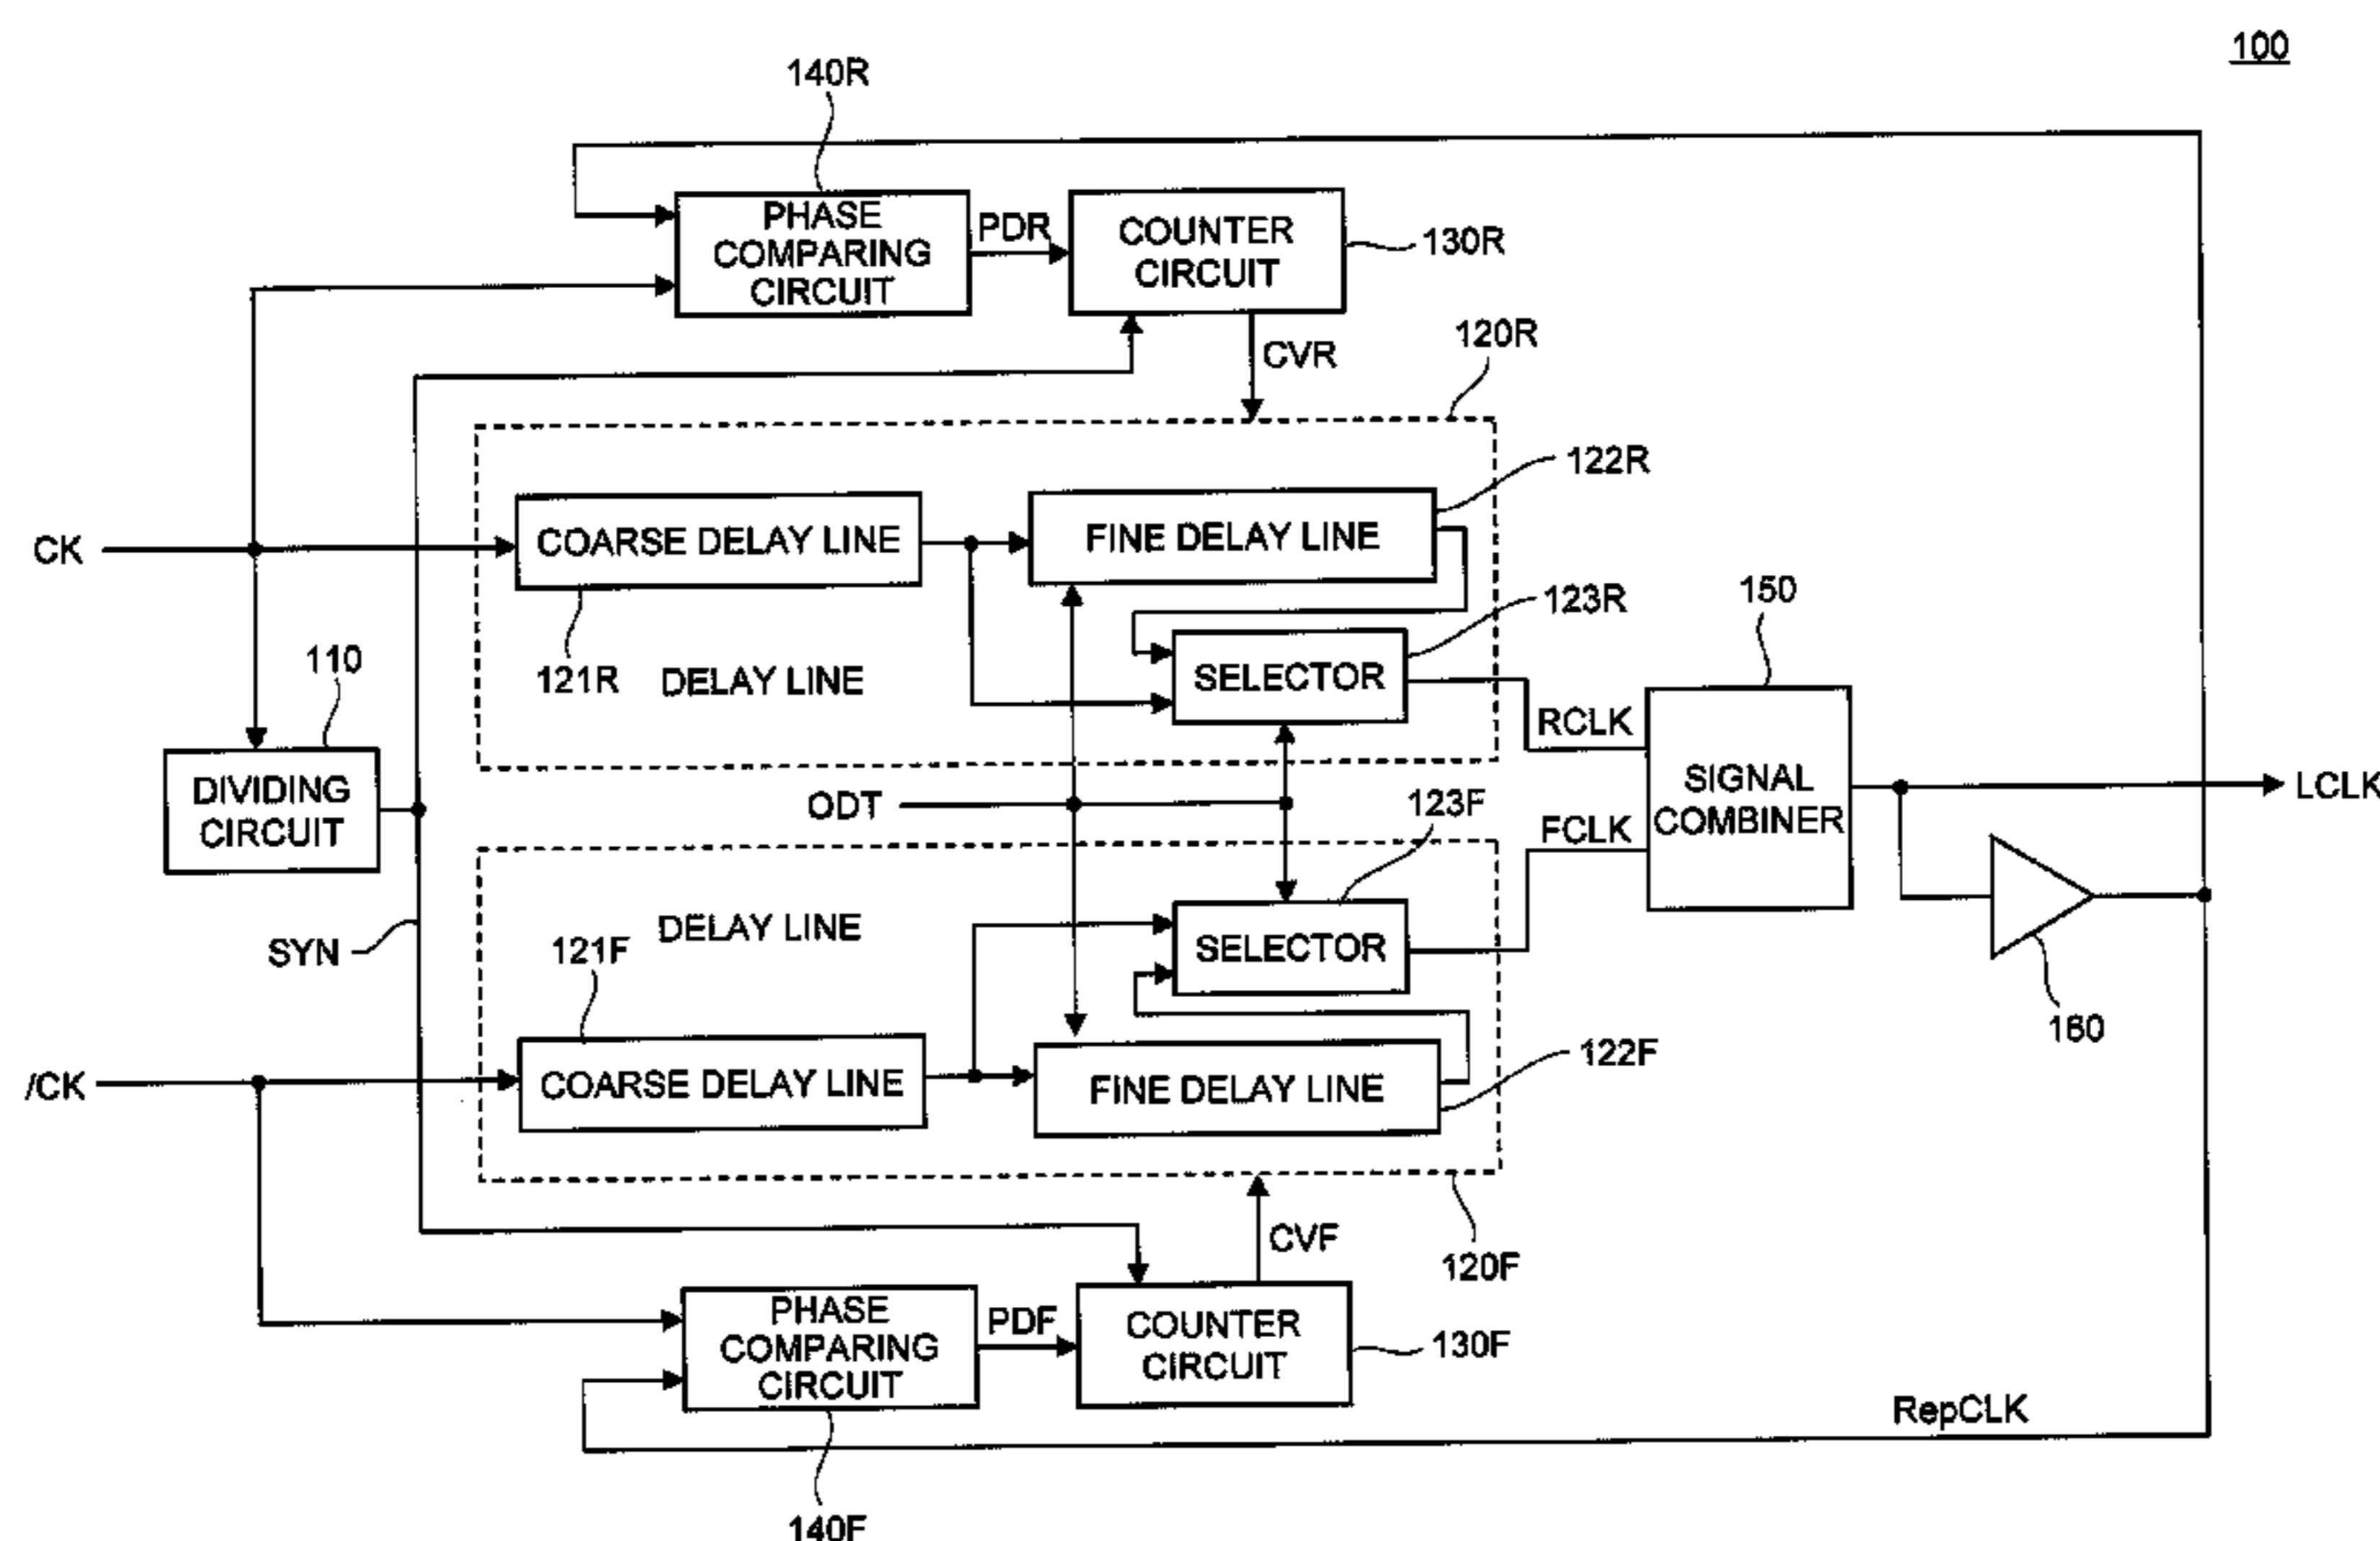 100
140R
PHASE
COMPARING
CIRCUIT
PDR
COUNTER
CIRCUIT
130R
CVR
120R
122R
CK
COARSE DELAY LINE
FINE DELAY LINE
123R
150
110
121R
DELAY LINE
SELECTOR
RCLK
DIVIDING
CIRCUIT
ODT
123F
SIGNAL
COMBINER
LCLK
FCLK
SYN
121F
DELAY LINE
SELECTOR
160
/CK
COARSE DELAY LINE
FINE DELAY LINE
122F
CVF
120F
PHASE
COMPARING
CIRCUIT
PDF
COUNTER
CIRCUIT
130F
RepCLK
140F